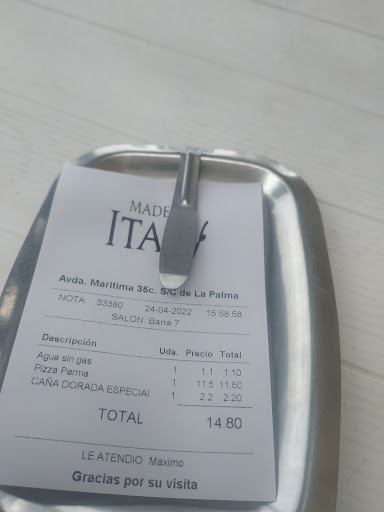 MADE
ITALY
Avda. Maritima 35c. S/C de La Palma
NOTA 33380 24-04-2022 15:58:58
SALON: Barra 7
Descripción Uds. Precio Total
Agua sin gas 1 1.1 1.10
Pizza Parma 1 11.5 11.50
CAÑA DORADA ESPECIAI 1 2.2 2.20
TOTAL 14.80
LE ATENDIO Maximo
Gracias por su visita